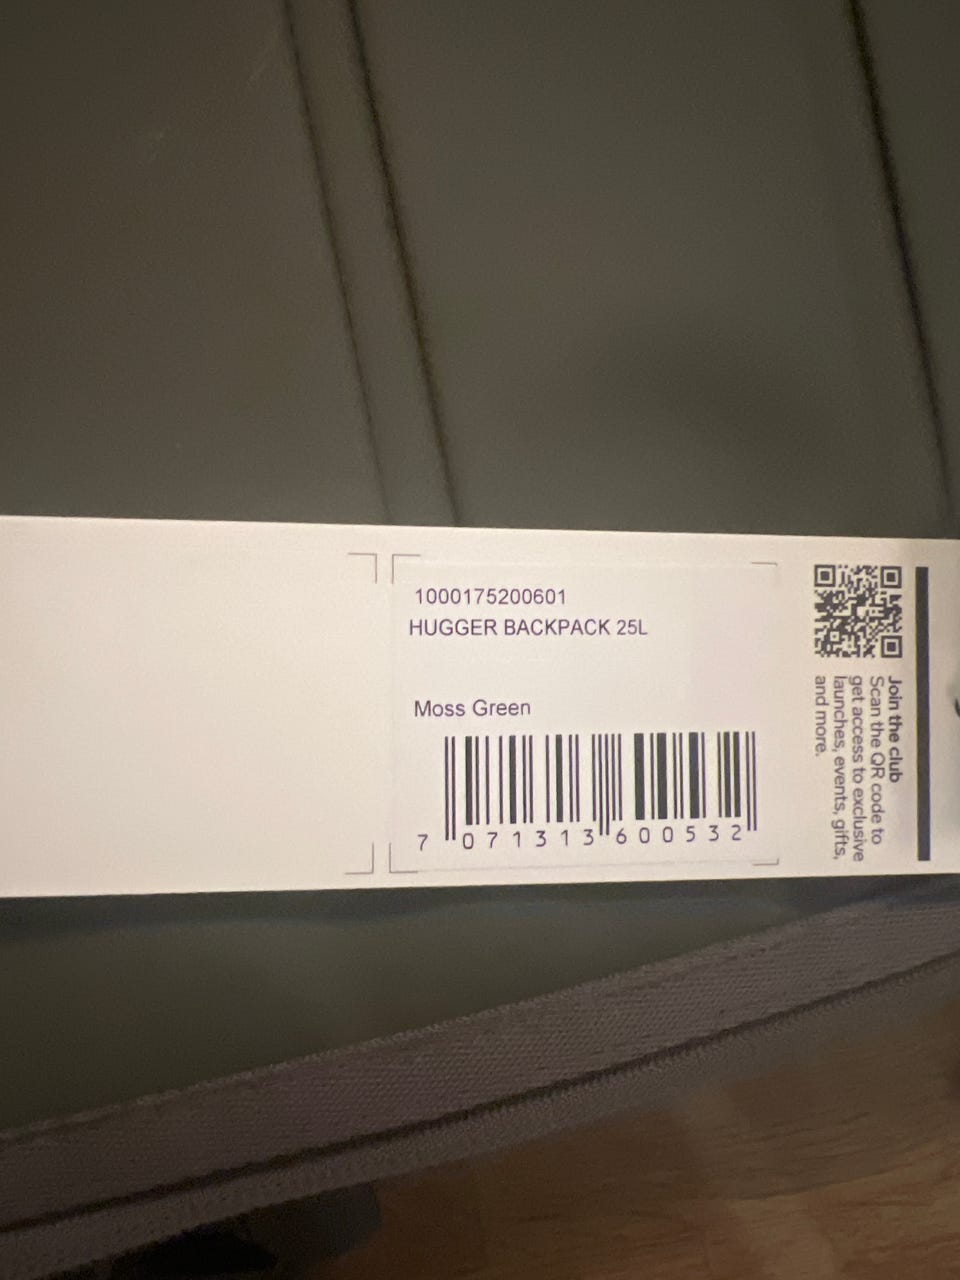 1000175200601
HUGGER BACKPACK 25L
Moss Green
7 071313 600532
Join the club
Scan the QR code to
get access to exclusive
launches, events, gifts,
and more.